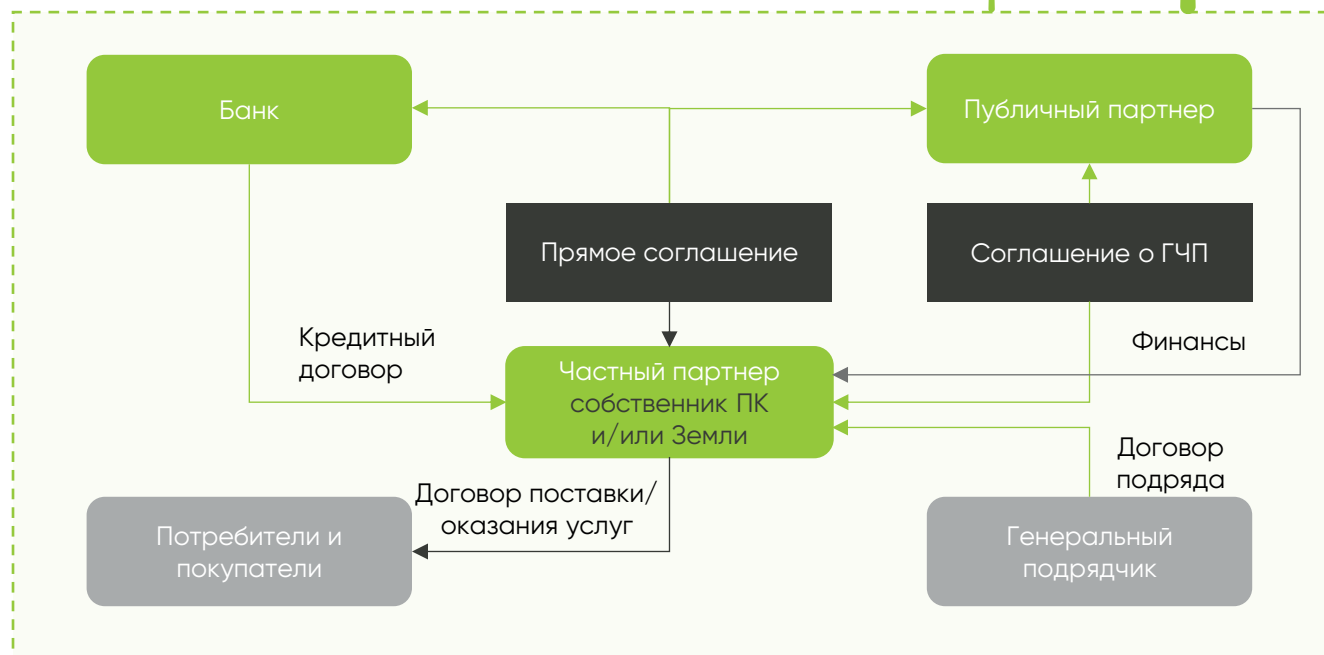 Банк
Публичный партнер
Прямое соглашение
Соглашение о ГЧП
Кредитный
договор
Финансы
Частный партнер
собственник ПК
и/или Земли
Договор
подряда
Договор поставки/
оказания услуг
Потребители и
покупатели
Генеральный
подрядчик